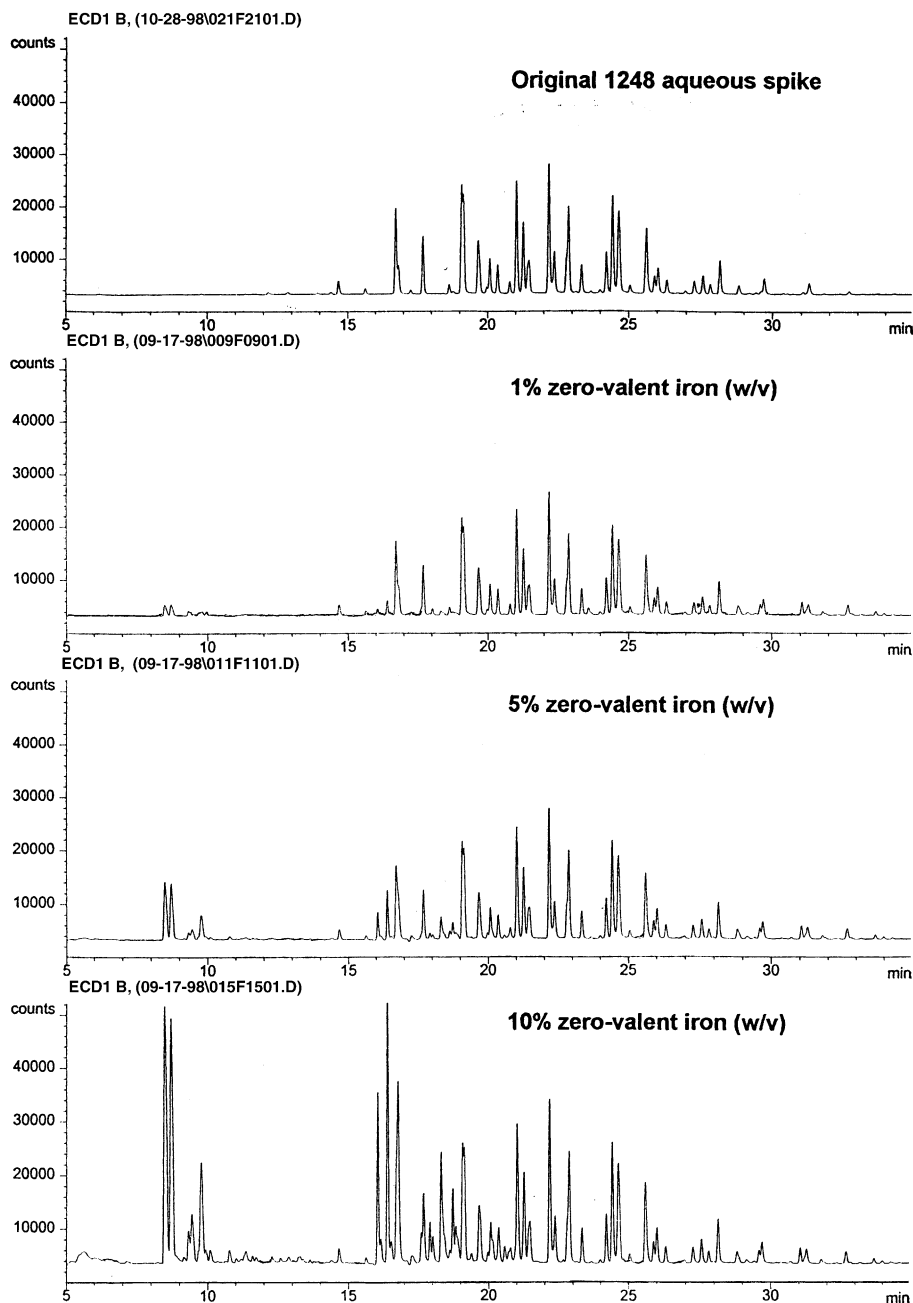 ECD1 B, (10-28-98\021F2101.D)
counts
Original 1248 aqueous spike
40000
30000
20000
10000
5 10 15 20 25 30 min
ECD1 B, (09-17-98\009F0901.D)
counts
1% zero-valent iron (w/v)
40000
30000
20000
10000
5 10 15 20 25 30 min
ECD1 B, (09-17-98\011F1101.D)
counts
5% zero-valent iron (w/v)
40000
30000
20000
10000
5 10 15 20 25 30 min
ECD1 B, (09-17-98\015F1501.D)
counts
10% zero-valent iron (w/v)
40000
30000
20000
10000
5 10 15 20 25 30 min